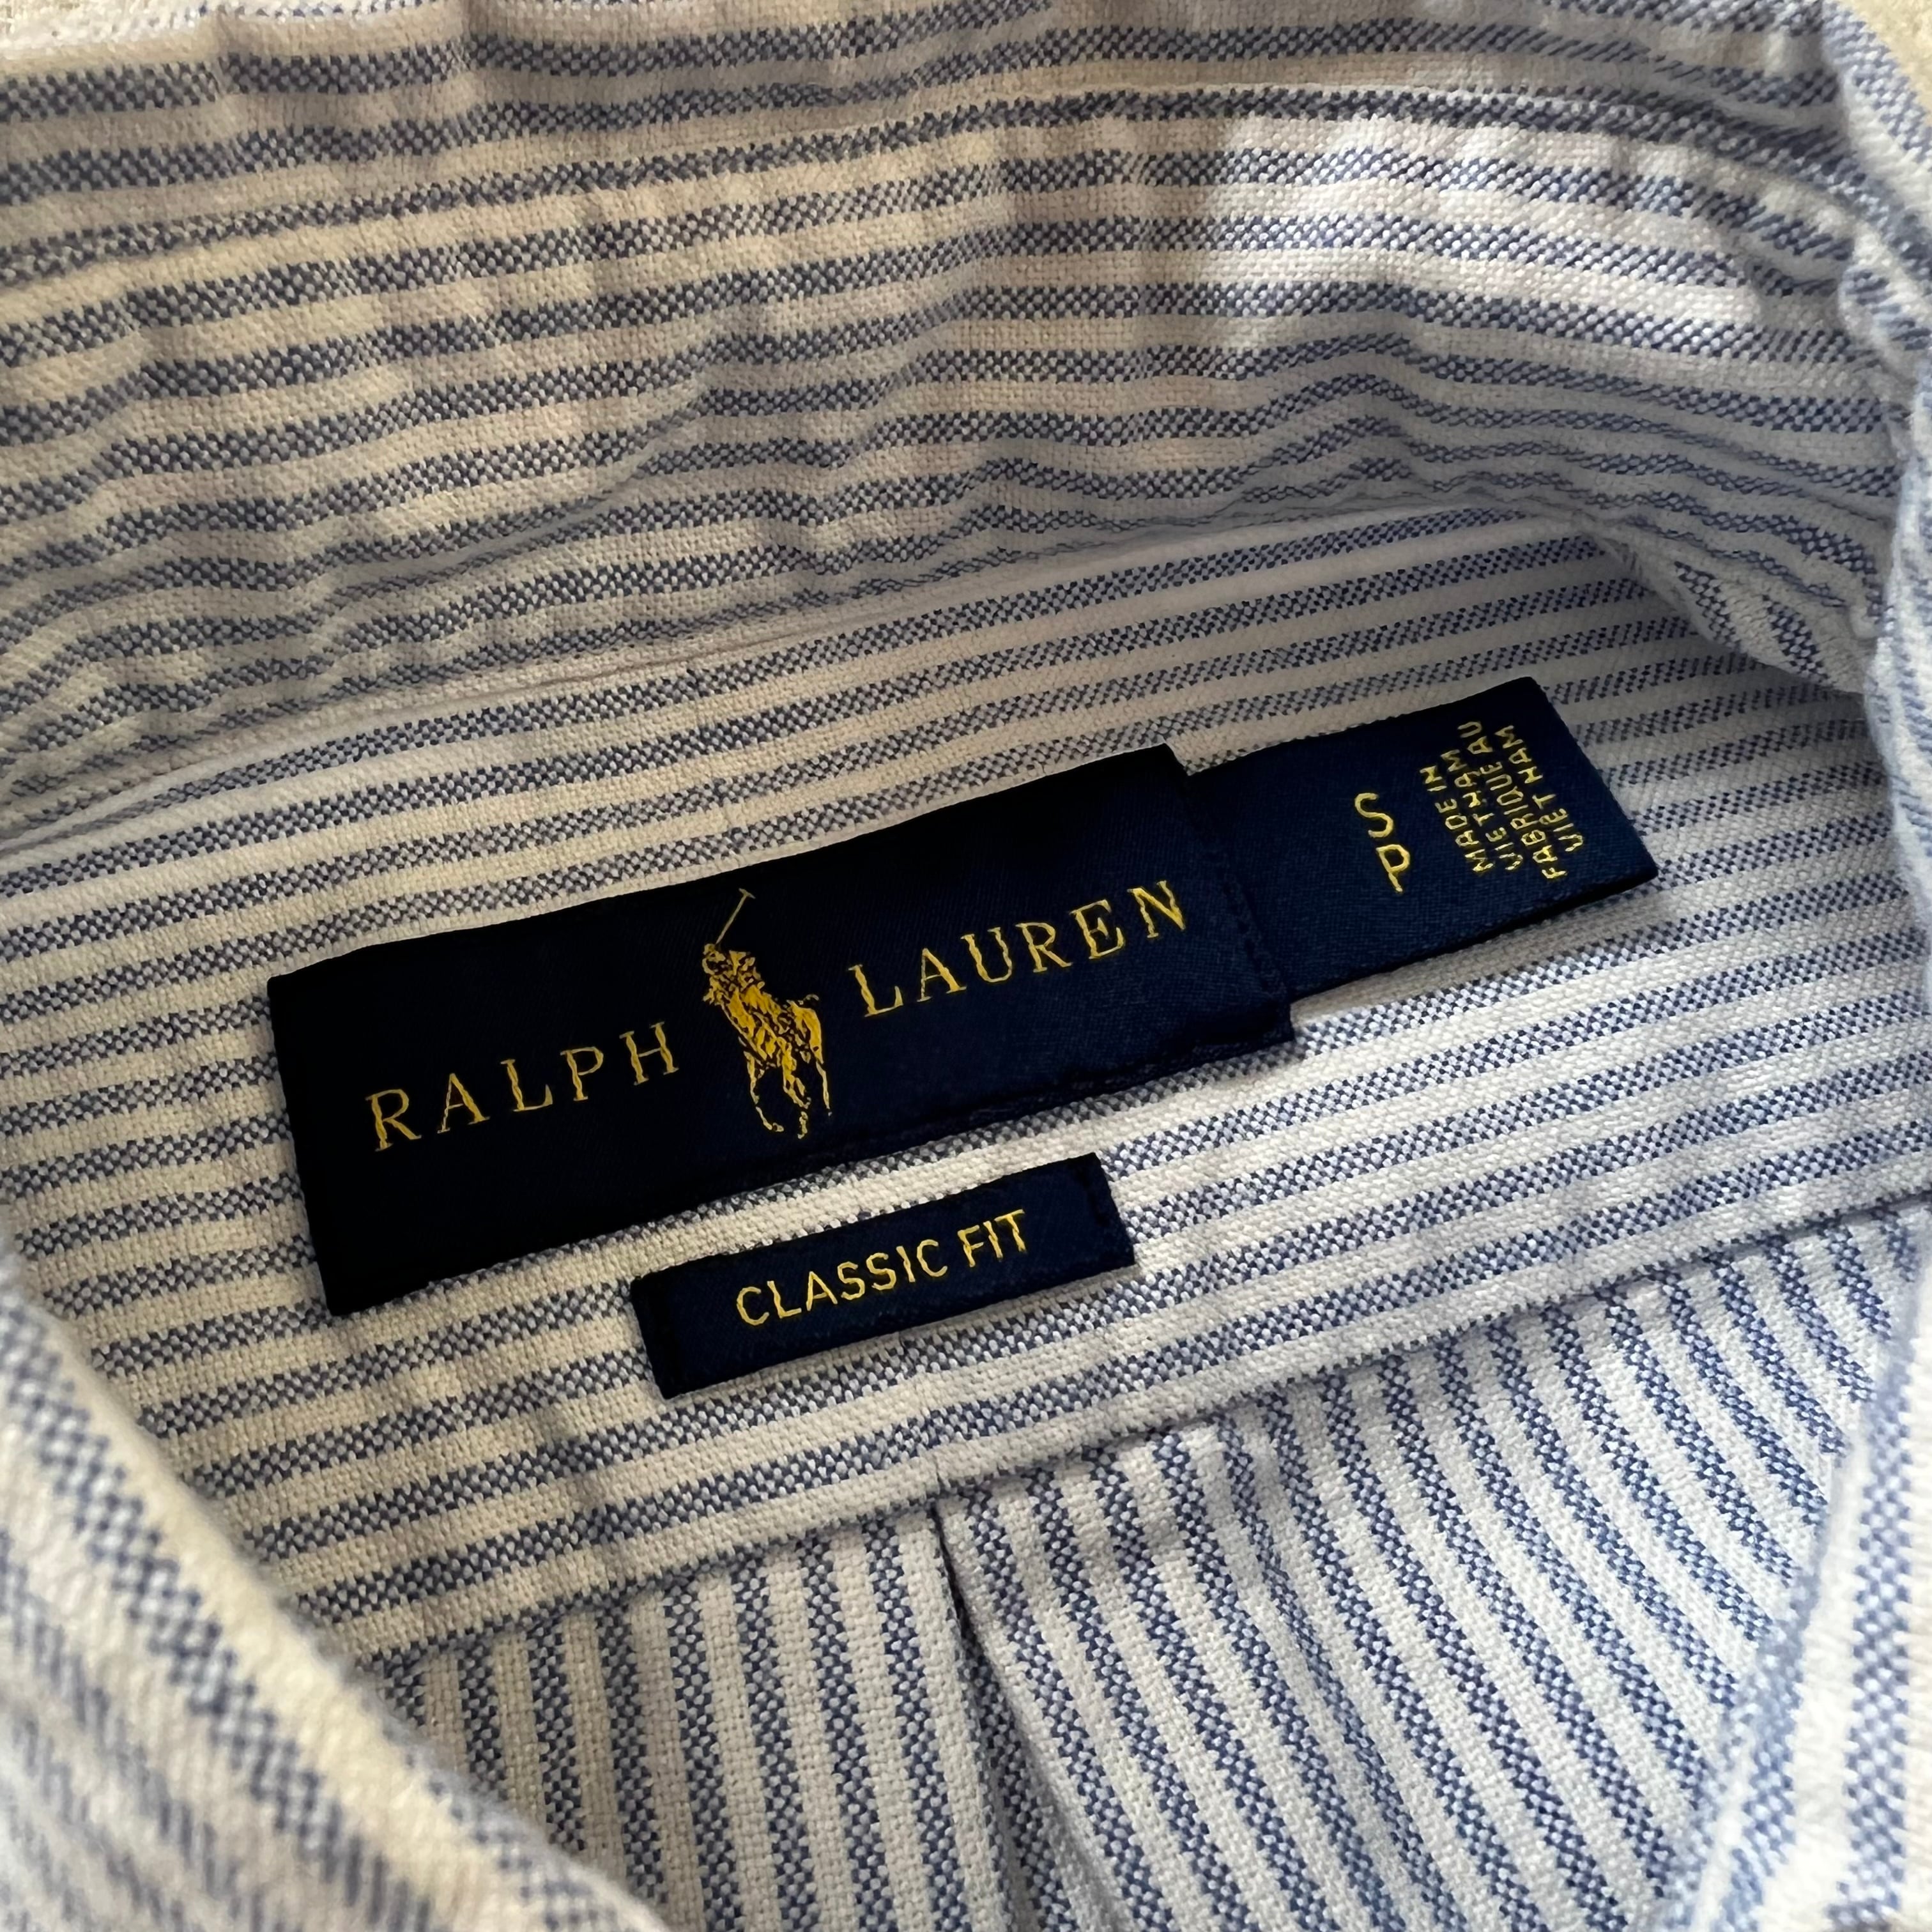 RALPH LAUREN
S
P
MADE IN
VIETNAM
FABRIQUÉ AU
VIET NAM
CLASSIC FIT